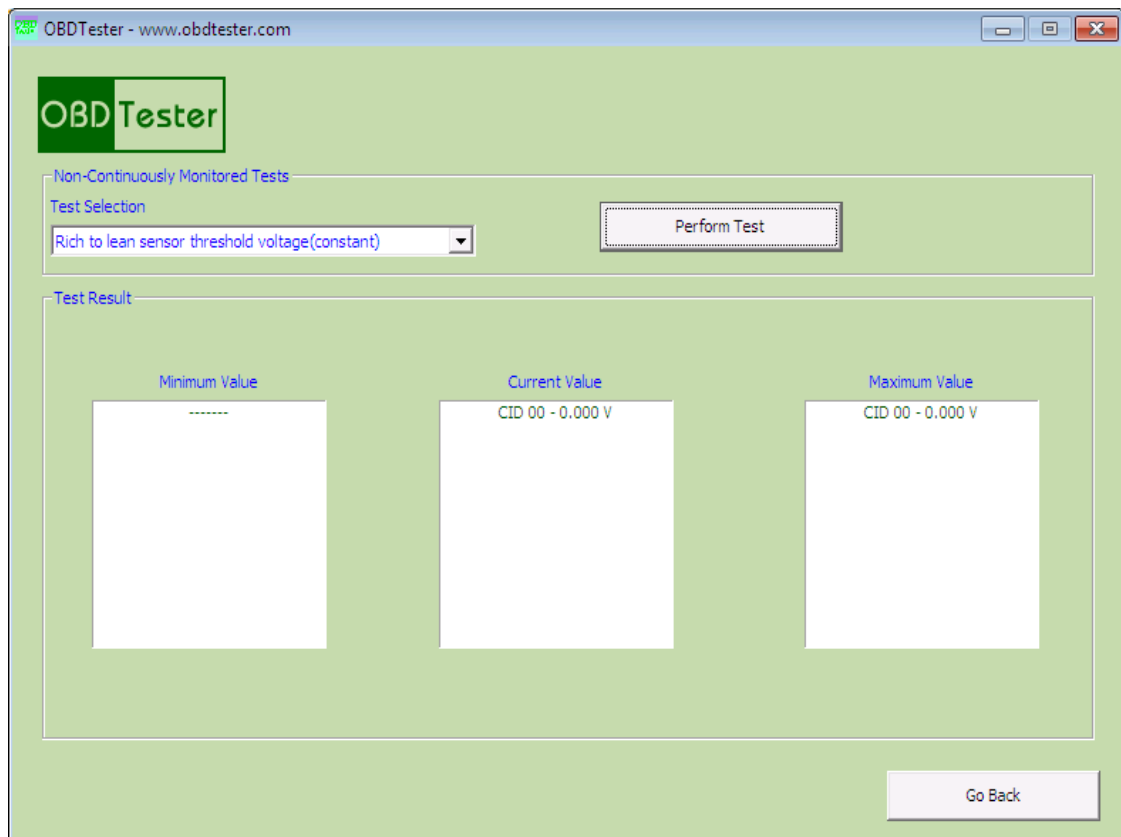 OBDTester - www.obdtester.com
OBD Tester
Non-Continuously Monitored Tests
Test Selection
Rich to lean sensor threshold voltage(constant)
Perform Test
Test Result
Minimum Value
Current Value
Maximum Value
-------
CID 00 - 0.000 V
CID 00 - 0.000 V
Go Back